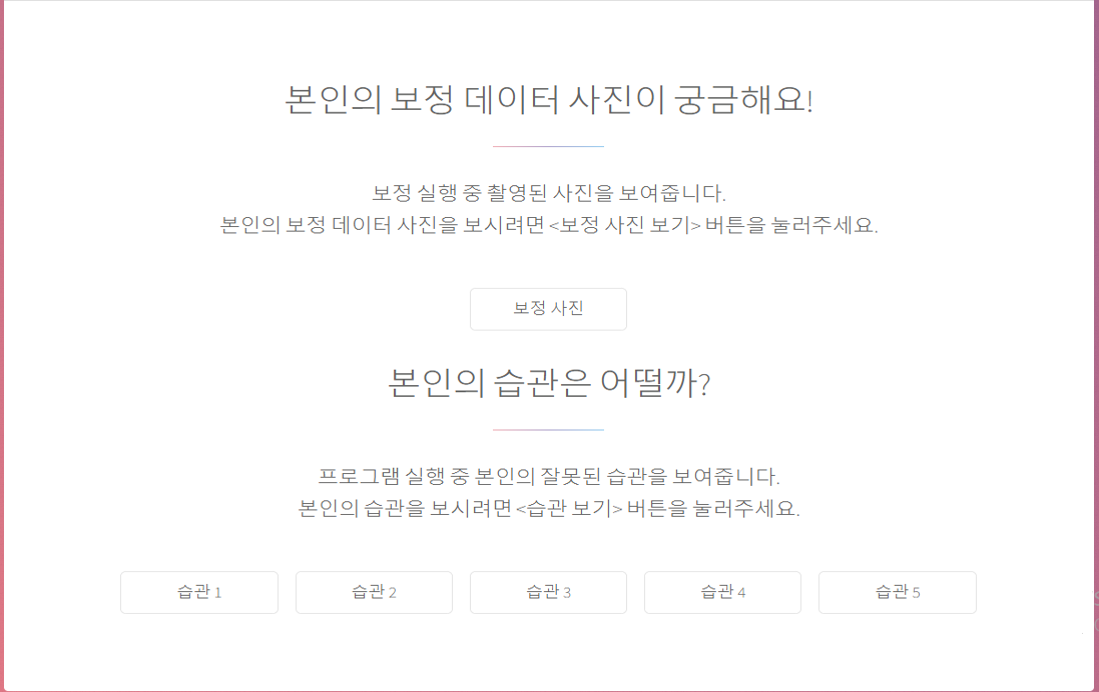 본인의 보정 데이터 사진이 궁금해요!
보정 실행 중 촬영된 사진을 보여줍니다.
본인의 보정 데이터 사진을 보시려면 <보정 사진 보기> 버튼을 눌러주세요.
보정 사진
본인의 습관은 어떨까?
프로그램 실행 중 본인의 잘못된 습관을 보여줍니다.
본인의 습관을 보시려면 <습관 보기> 버튼을 눌러주세요.
습관 1 습관 2 습관 3 습관 4 습관 5